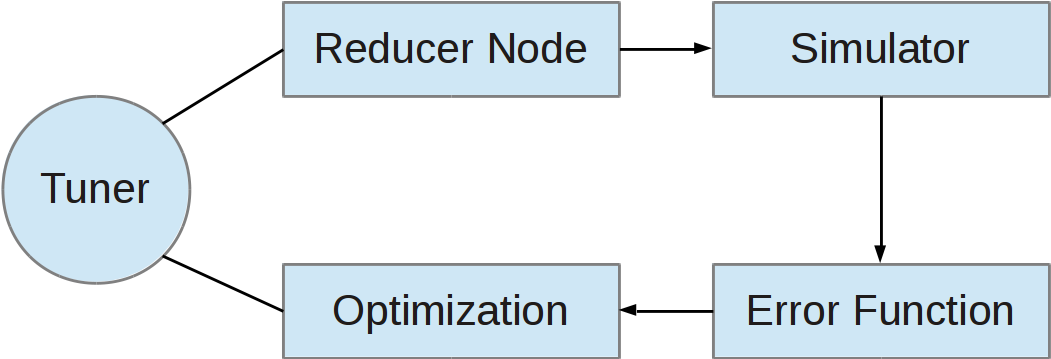 Reducer Node
Simulator
Tuner
Optimization
Error Function